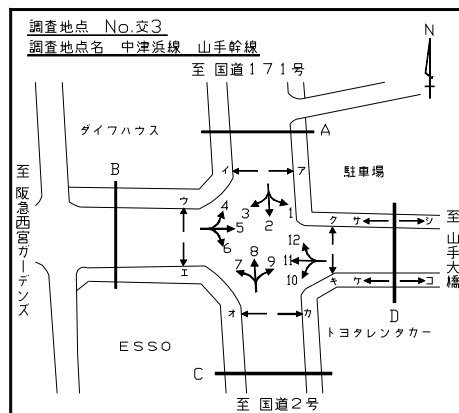 調査地点 No.交3
調査地点名 中津浜線 山手幹線
N
至 国道171号
ダイフハウス
A
駐車場
B
イ
ア
至 阪急西宮ガーデンズ
ウ
4
3
2
1
ク
サ
シ
至 山手大橋
5
12
11
6
8
7
9
10
エ
キ
ケ
コ
オ
カ
D
トヨタレンタカー
ESSO
C
至 国道2号